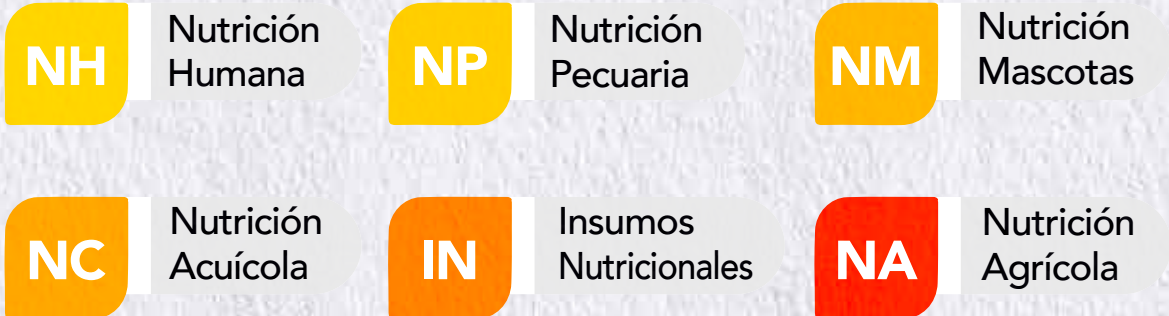 NH
Nutrición
Humana
NP
Nutrición
Pecuaria
NM
Nutrición
Mascotas
NC
Nutrición
Acuícola
IN
Insumos
Nutricionales
NA
Nutrición
Agrícola